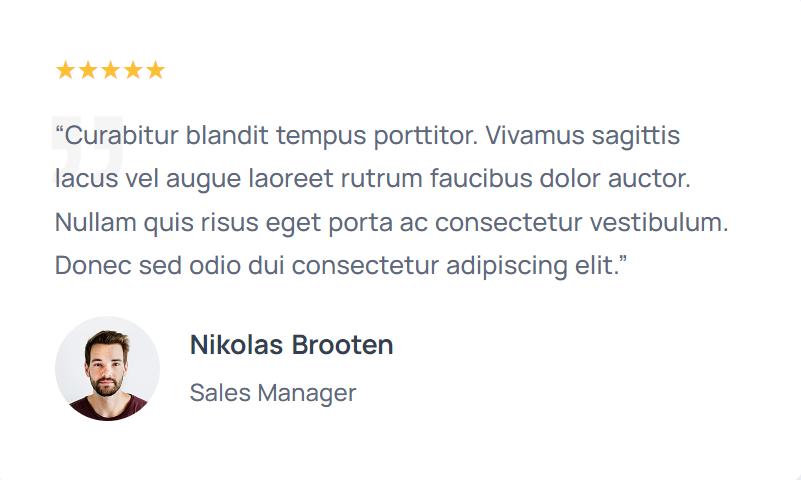 “Curabitur blandit tempus porttitor. Vivamus sagittis
lacus vel augue laoreet rutrum faucibus dolor auctor.
Nullam quis risus eget porta ac consectetur vestibulum.
Donec sed odio dui consectetur adipiscing elit.”
Nikolas Brooten
Sales Manager